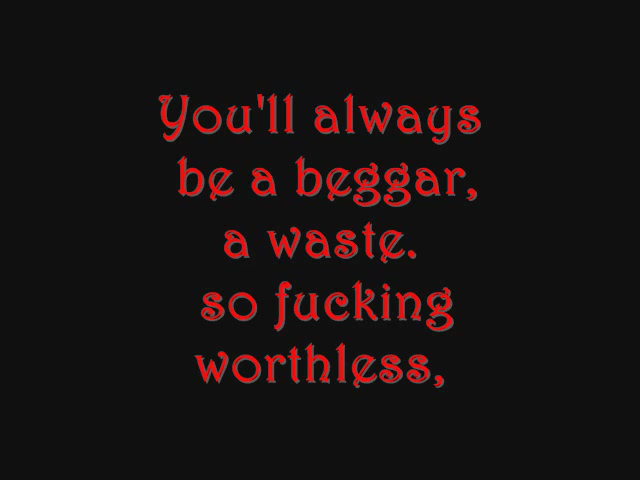 You'll always
be a beggar,
a waste.
so fucking
worthless,